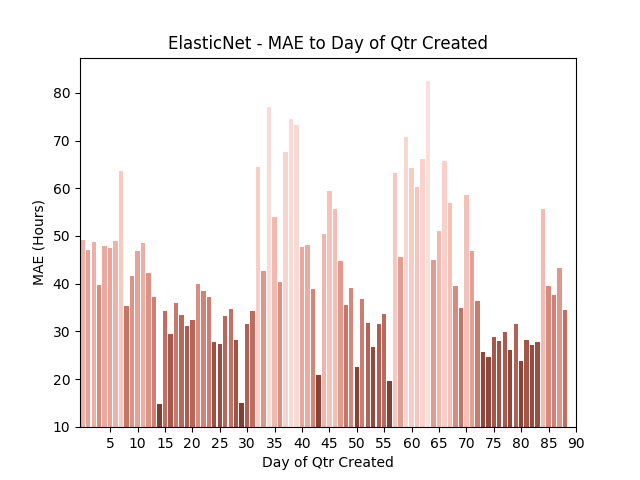 ElasticNet - MAE to Day of Qtr Created
MAE (Hours)
80
70
60
50
40
30
20
10
5 10 15 20 25 30 35 40 45 50 55 60 65 70 75 80 85 90
Day of Qtr Created